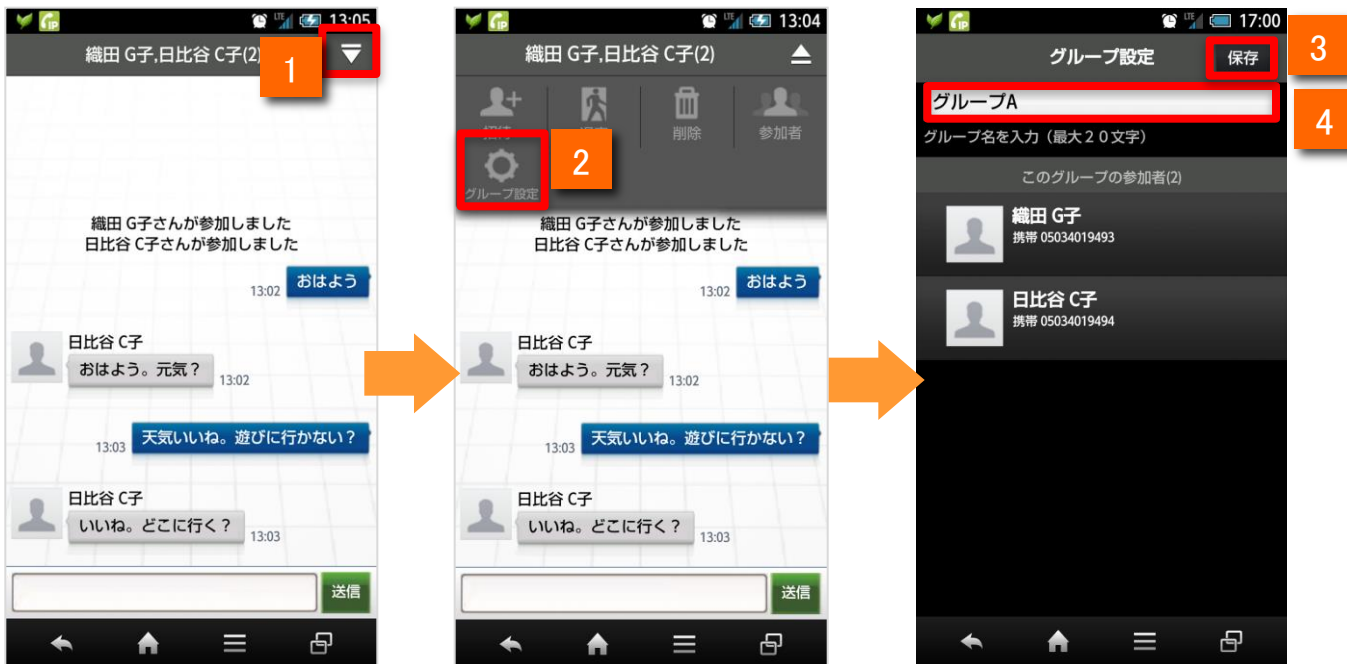 13:05
織田 G子,日比谷 C子(2)
1
織田 G子さんが参加しました
日比谷 C子さんが参加しました
おはよう
13:02
日比谷 C子
おはよう。元気？
13:02
天気いいね。遊びに行かない？
13:03
日比谷 C子
いいね。どこに行く？
13:03
送信
LTE 13:04
織田 G子,日比谷 C子(2)
招待
削除
参加者
グループ設定
2
織田 G子さんが参加しました
日比谷 C子さんが参加しました
おはよう
13:02
日比谷 C子
おはよう。元気？
13:02
天気いいね。遊びに行かない？
13:03
日比谷 C子
いいね。どこに行く？
13:03
送信
LTE 17:00
グループ設定
保存
3
グループA
4
グループ名を入力（最大２０文字）
このグループの参加者(2)
織田 G子
携帯 05034019493
日比谷 C子
携帯 05034019494